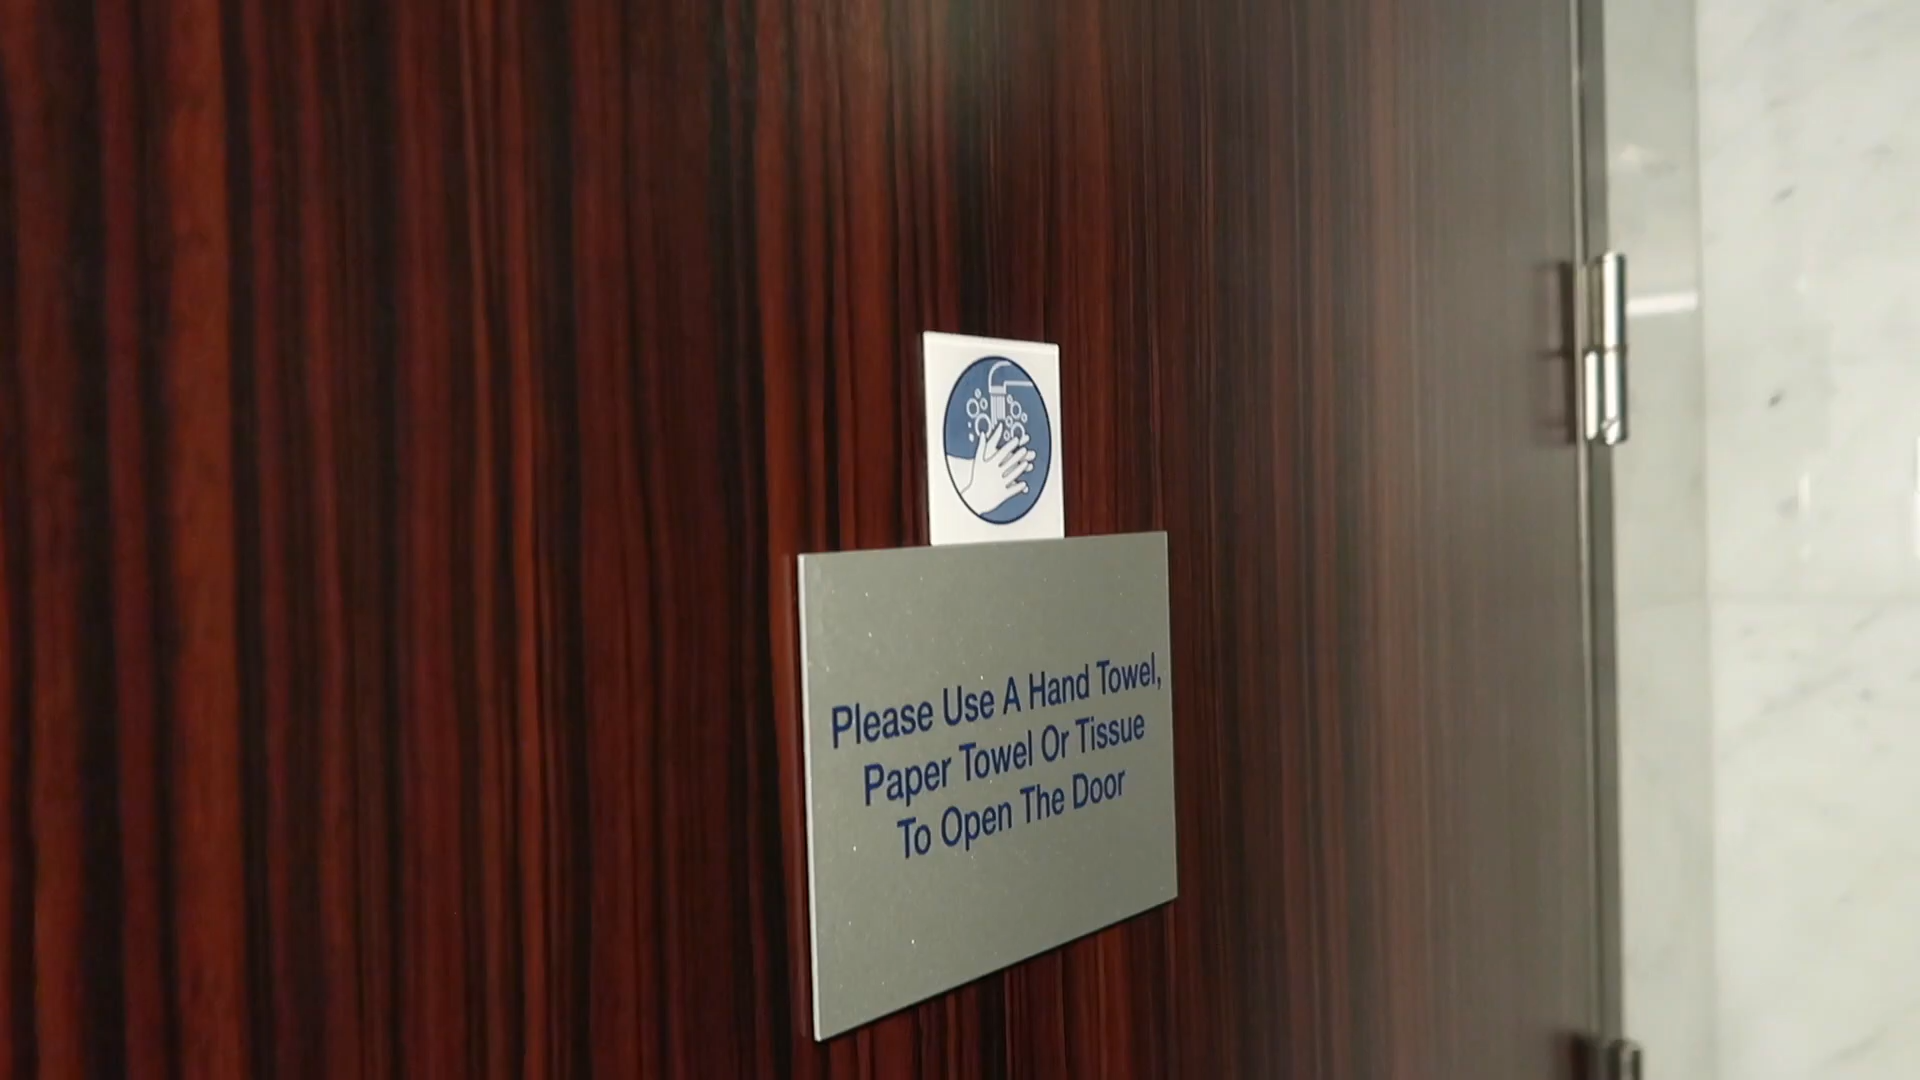 Please Use A Hand Towel,
Paper Towel Or Tissue
To Open The Door